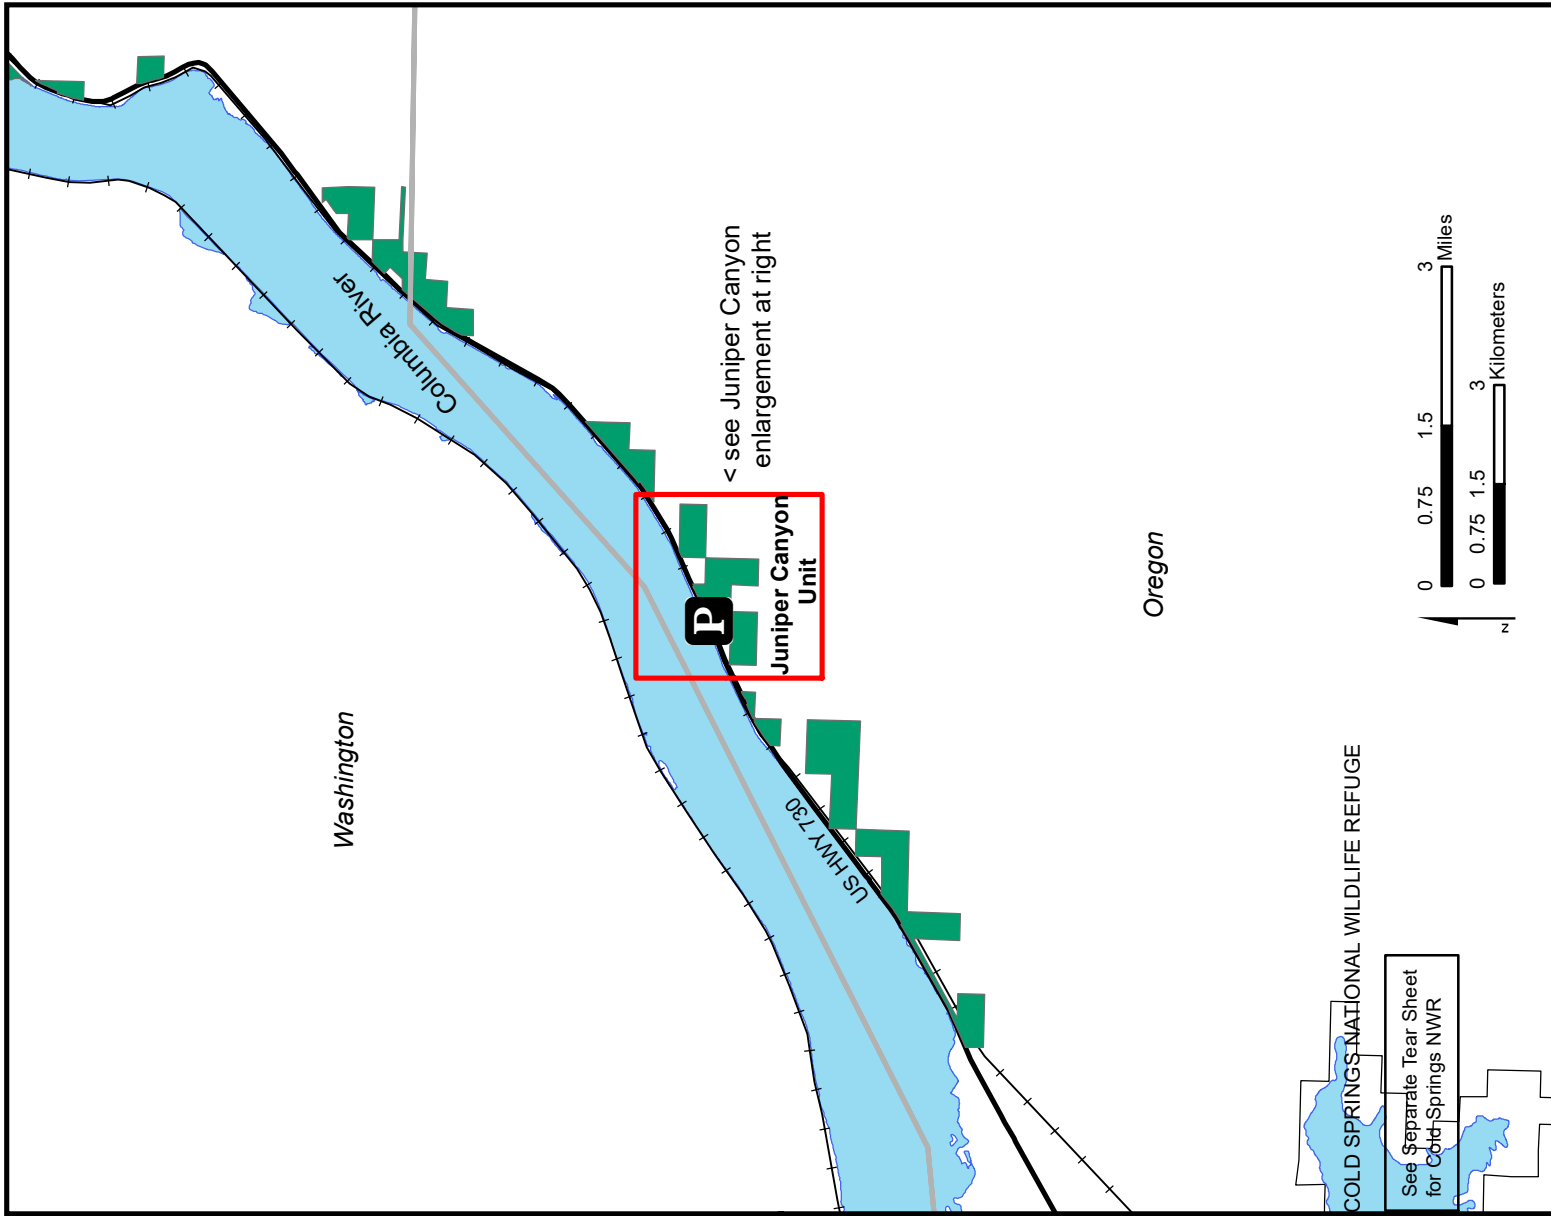 Columbia River
< see Juniper Canyon
enlargement at right
P
Juniper Canyon
Unit
Washington
Oregon
US HWY 730
0 0.75 1.5 3
Miles
0 0.75 1.5 3
Kilometers
N
COLD SPRINGS NATIONAL WILDLIFE REFUGE
See Separate Tear Sheet
for Cold Springs NWR